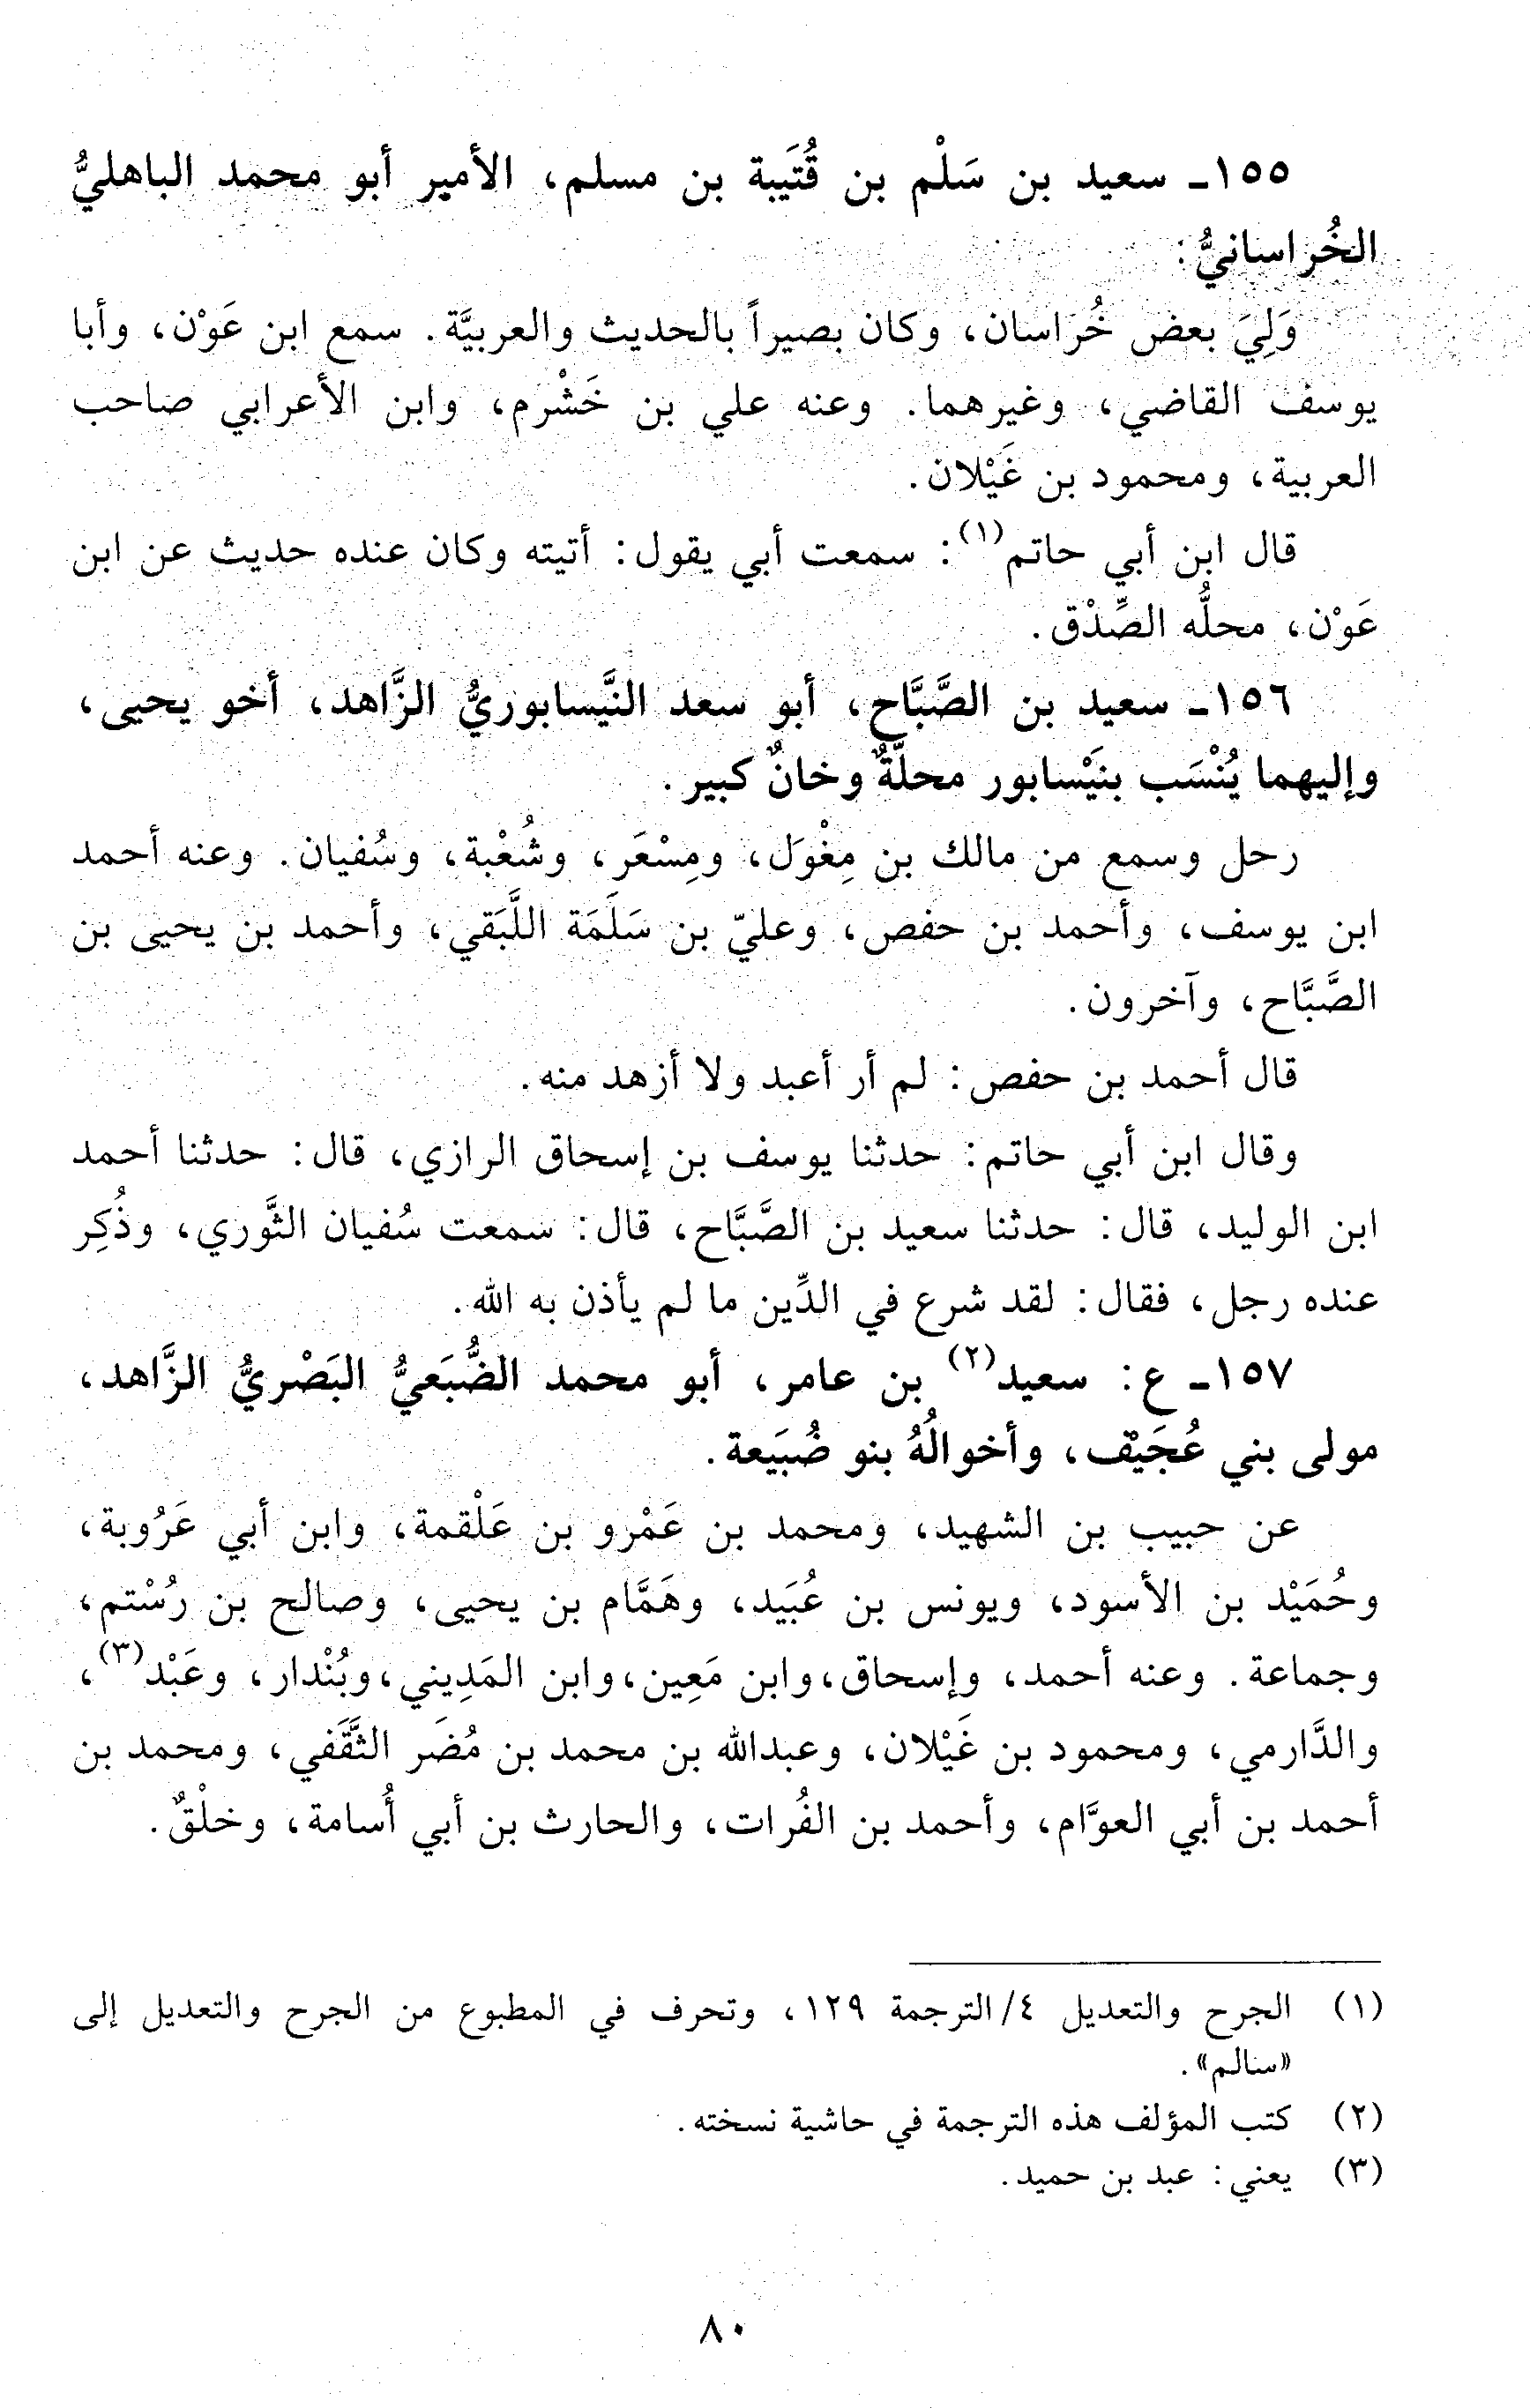 ١٥٥ـ سعيد بن سَلْم بن قُتَيبة بن مسلم، الأمير أبو محمد الباهليُّ
الخُراسانيُّ:
وَلِيَ بعض خُراسان، وكان بصيراً بالحديث والعربيَّة. سمع ابن عَوْن، وأبا
يوسف القاضي، وغيرهما. وعنه علي بن خَشْرم، وابن الأعرابي صاحب
العربية، ومحمود بن غَيْلان.
قال ابن أبي حاتم(١): سمعت أبي يقول: أتيته وكان عنده حديث عن ابن
عَوْن، محلُّه الصِّدْق.
١٥٦ـ سعيد بن الصَّبَّاح، أبو سعد النَّيسابوريُّ الزَّاهد، أخو يحيى،
وإليهما يُنْسَب بنَيْسابور محلَّةٌ وخانٌ كبير.
رحل وسمع من مالك بن مِغْوَل، ومِسْعَر، وشُعْبة، وسُفيان. وعنه أحمد
ابن يوسف، وأحمد بن حفص، وعليّ بن سَلَمَة اللَّبَقي، وأحمد بن يحيى بن
الصَّبَّاح، وآخرون.
قال أحمد بن حفص: لم أر أعبد ولا أزهد منه.
وقال ابن أبي حاتم: حدثنا يوسف بن إسحاق الرازي، قال: حدثنا أحمد
ابن الوليد، قال: حدثنا سعيد بن الصَّبَّاح، قال: سمعت سُفيان الثَّوري، وذُكِر
عنده رجل، فقال: لقد شرع في الدِّين ما لم يأذن به الله.
١٥٧ـ ع: سعيد(٢) بن عامر، أبو محمد الضُّبَعيُّ البَصْريُّ الزَّاهد،
مولى بني عُجَيْف، وأخوالُهُ بنو ضُبَيعة.
عن حبيب بن الشهيد، ومحمد بن عَمْرو بن عَلْقمة، وابن أبي عَرُوبة،
وحُمَيْد بن الأسود، ويونس بن عُبَيد، وهَمَّام بن يحيى، وصالح بن رُسْتم،
وجماعة. وعنه أحمد، وإسحاق، وابن مَعِين، وابن المَدِيني، وبُنْدار، وعَبْد(٣)،
والدَّارمي، ومحمود بن غَيْلان، وعبدالله بن محمد بن مُضَر الثَّقَفي، ومحمد بن
أحمد بن أبي العوَّام، وأحمد بن الفُرات، والحارث بن أبي أُسامة، وخلْقٌ.
(١) الجرح والتعديل ٤/ الترجمة ١٢٩، وتحرف في المطبوع من الجرح والتعديل إلى
«سالم».
(٢) كتب المؤلف هذه الترجمة في حاشية نسخته.
(٣) يعني: عبد بن حميد.
٨٠